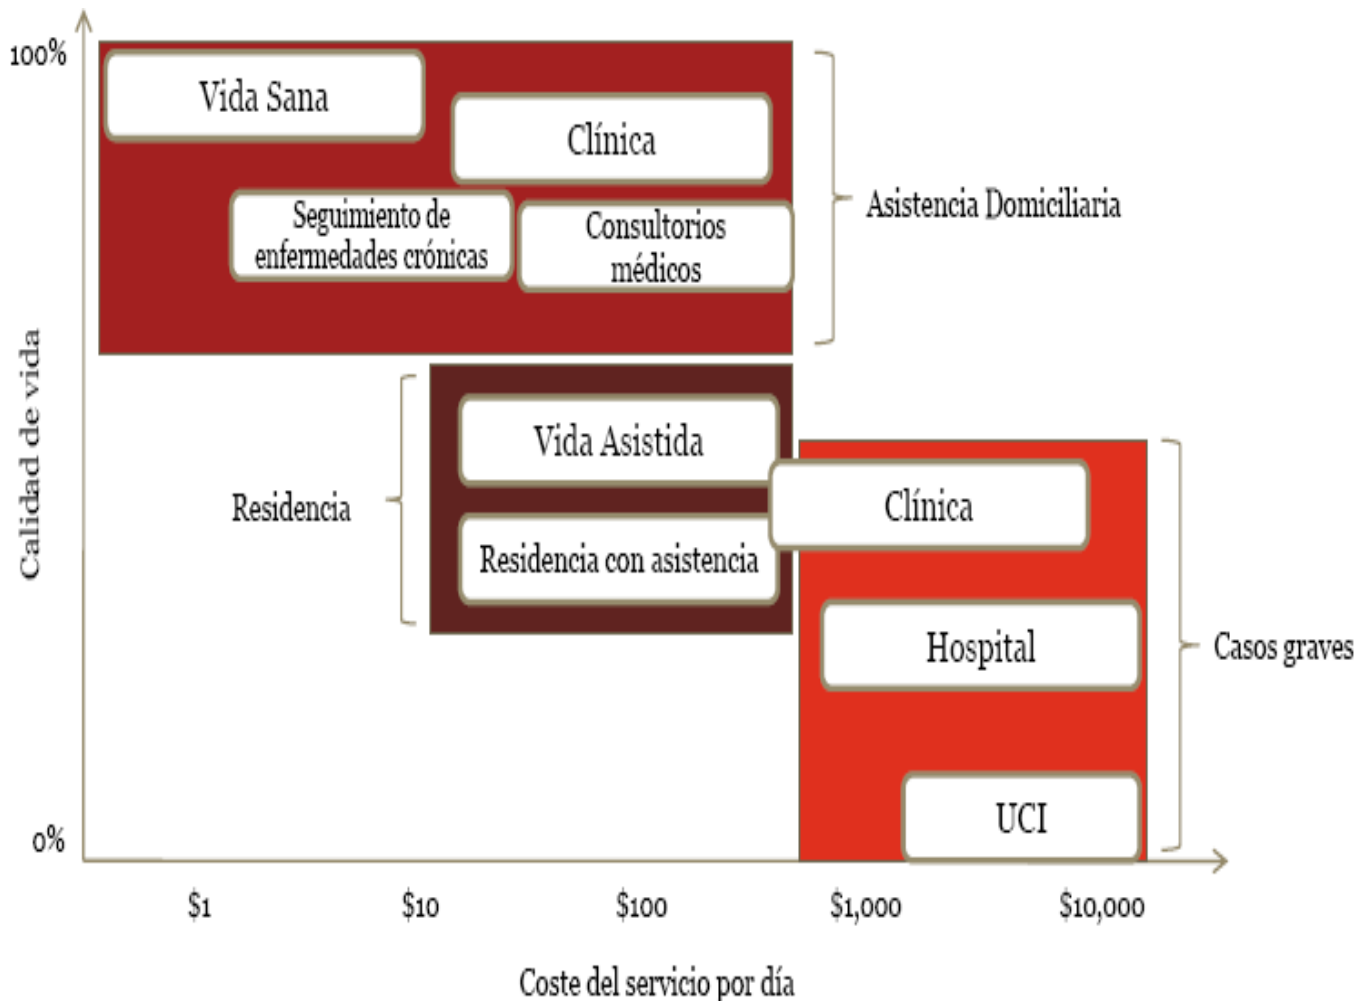 100%
Vida Sana
Clínica
Seguimiento de
enfermedades crónicas
Consultorios
médicos
Asistencia Domiciliaria
Calidad de vida
Residencia
Vida Asistida
Residencia con asistencia
Clínica
Hospital
UCI
Casos graves
0%
$1
$10
$100
$1,000
$10,000
Coste del servicio por día